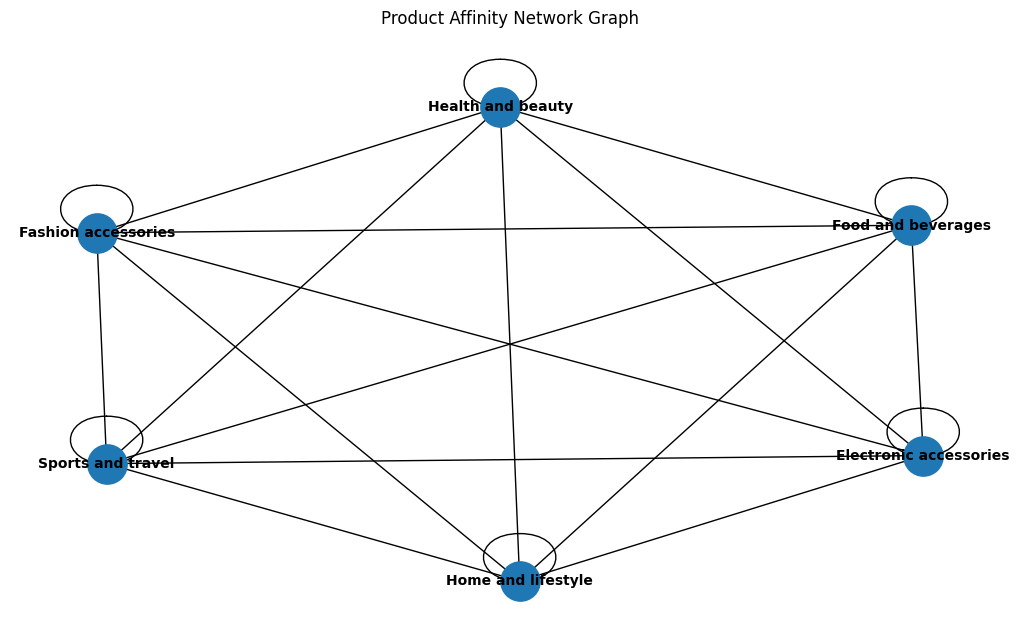 Product Affinity Network Graph
Health and beauty
Food and beverages
Fashion accessories
Electronic accessories
Sports and travel
Home and lifestyle